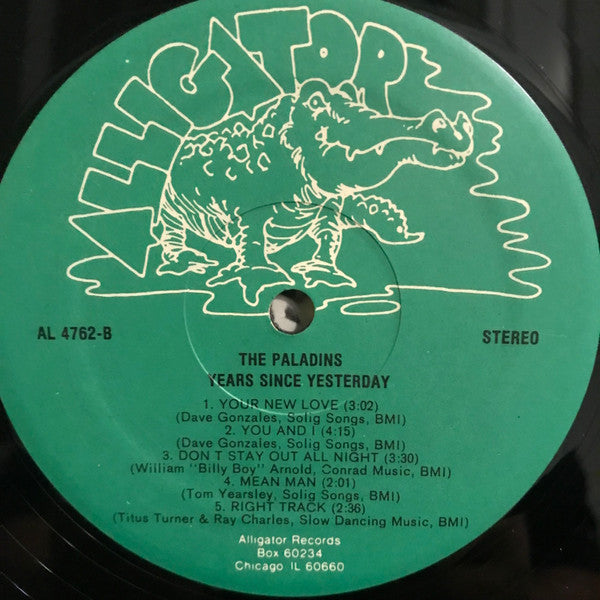 ALLIGATOR
AL 4762-B
STEREO
THE PALADINS
YEARS SINCE YESTERDAY
1. YOUR NEW LOVE (3:02)
(Dave Gonzales, Solig Songs, BMI)
2. YOU AND I (4:15)
(Dave Gonzales, Solig Songs, BMI)
3. DON T STAY OUT ALL NIGHT (3:30)
(William "Billy Boy" Arnold, Conrad Music, BMI)
4. MEAN MAN (2:01)
(Tom Yearsley, Solig Songs, BMI)
5. RIGHT TRACK (2:36)
(Titus Turner & Ray Charles, Slow Dancing Music, BMI)
Alligator Records
Box 60234
Chicago IL 60660